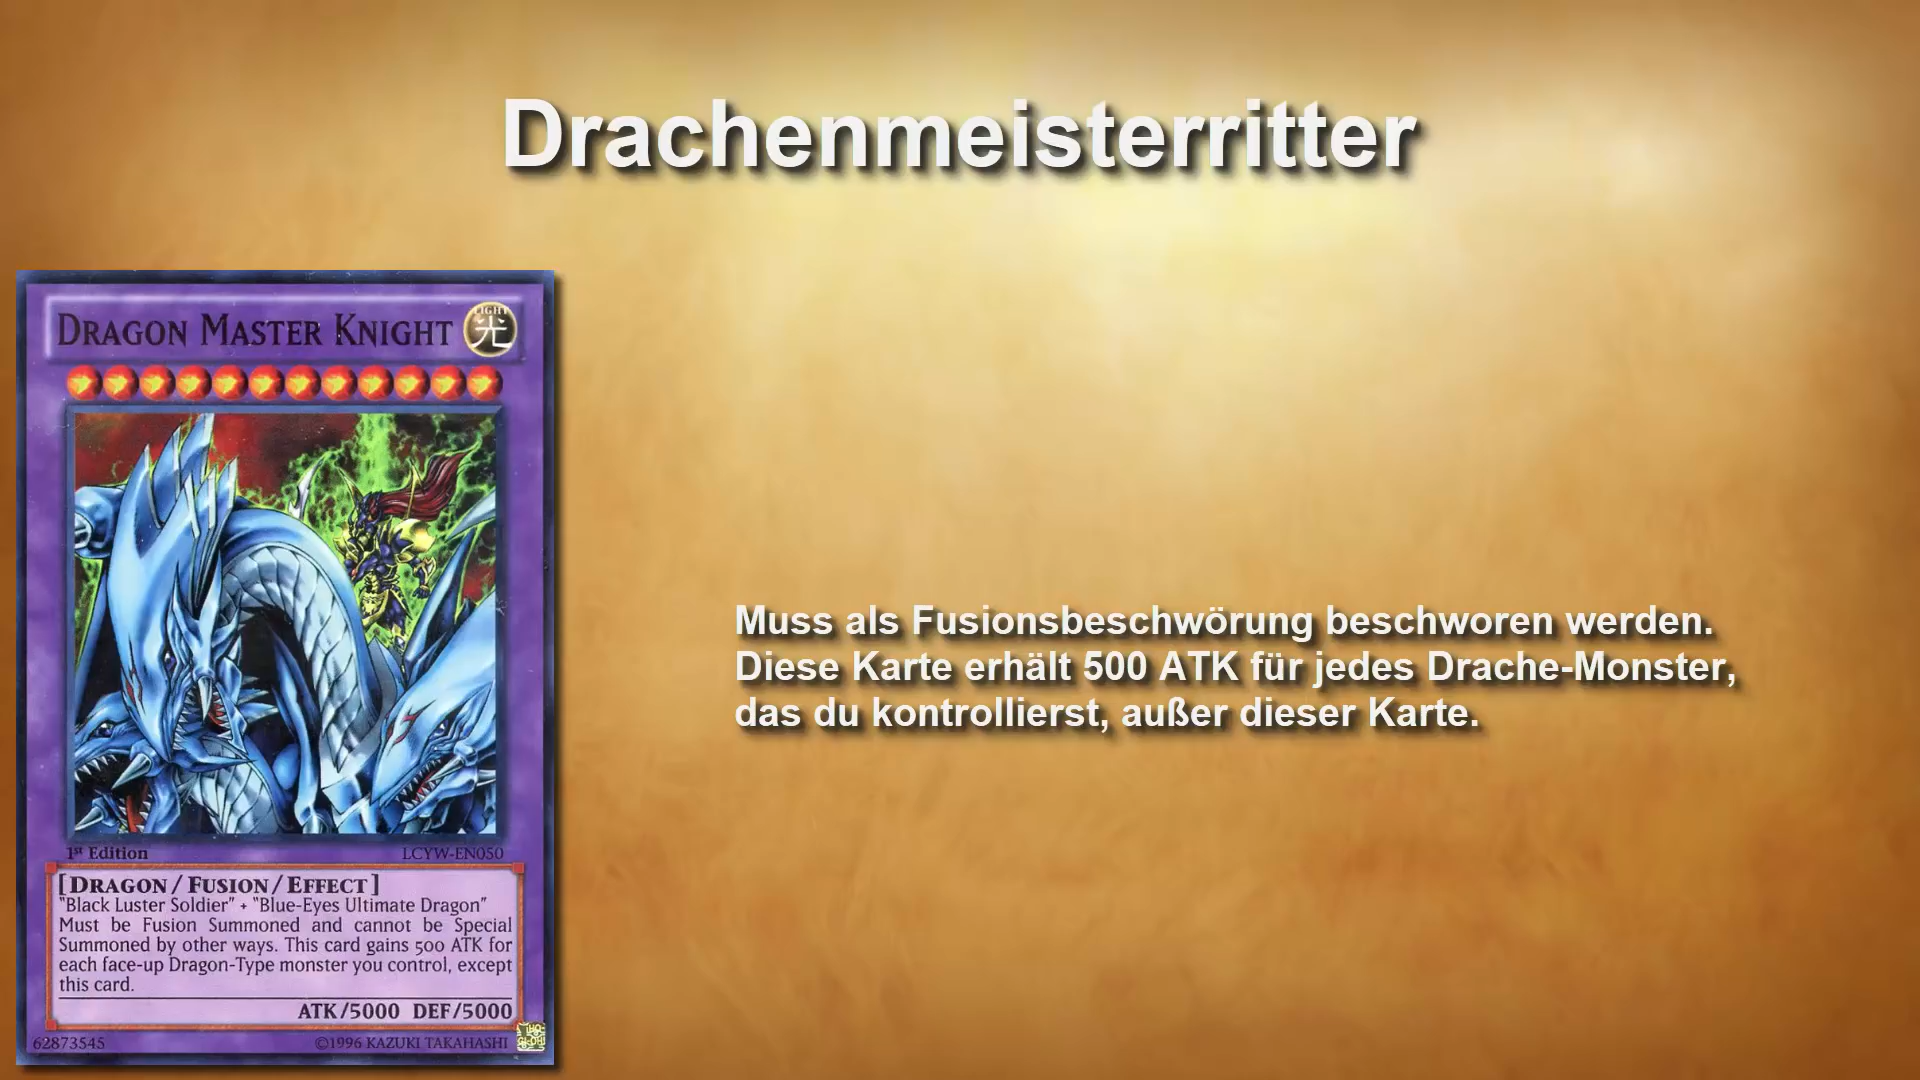 Drachenmeisterritter
Dragon Master Knight
LIGHT
光
1st Edition
LCYW-EN050
[Dragon/Fusion/Effect]
"Black Luster Soldier" + "Blue-Eyes Ultimate Dragon"
Must be Fusion Summoned and cannot be Special
Summoned by other ways. This card gains 500 ATK for
each face-up Dragon-Type monster you control, except
this card.
ATK/5000 DEF/5000
62873545
©1996 KAZUKI TAKAHASHI
Muss als Fusionsbeschwörung beschworen werden.
Diese Karte erhält 500 ATK für jedes Drache-Monster,
das du kontrollierst, außer dieser Karte.